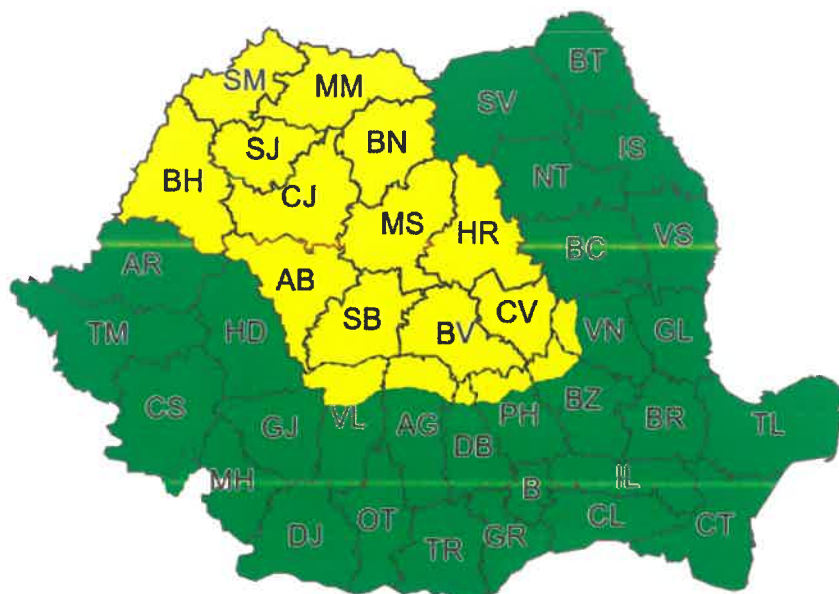 BT
SM
MM
SV
BN
IS
SJ
NT
BH
CJ
MS
HR
BC
VS
AR
AB
CV
SB
BV
VN
GL
TM
HD
CS
GJ
VL
AG
PH
BZ
BR
TL
DB
MH
B
IL
DJ
OT
TR
GR
CL
CT